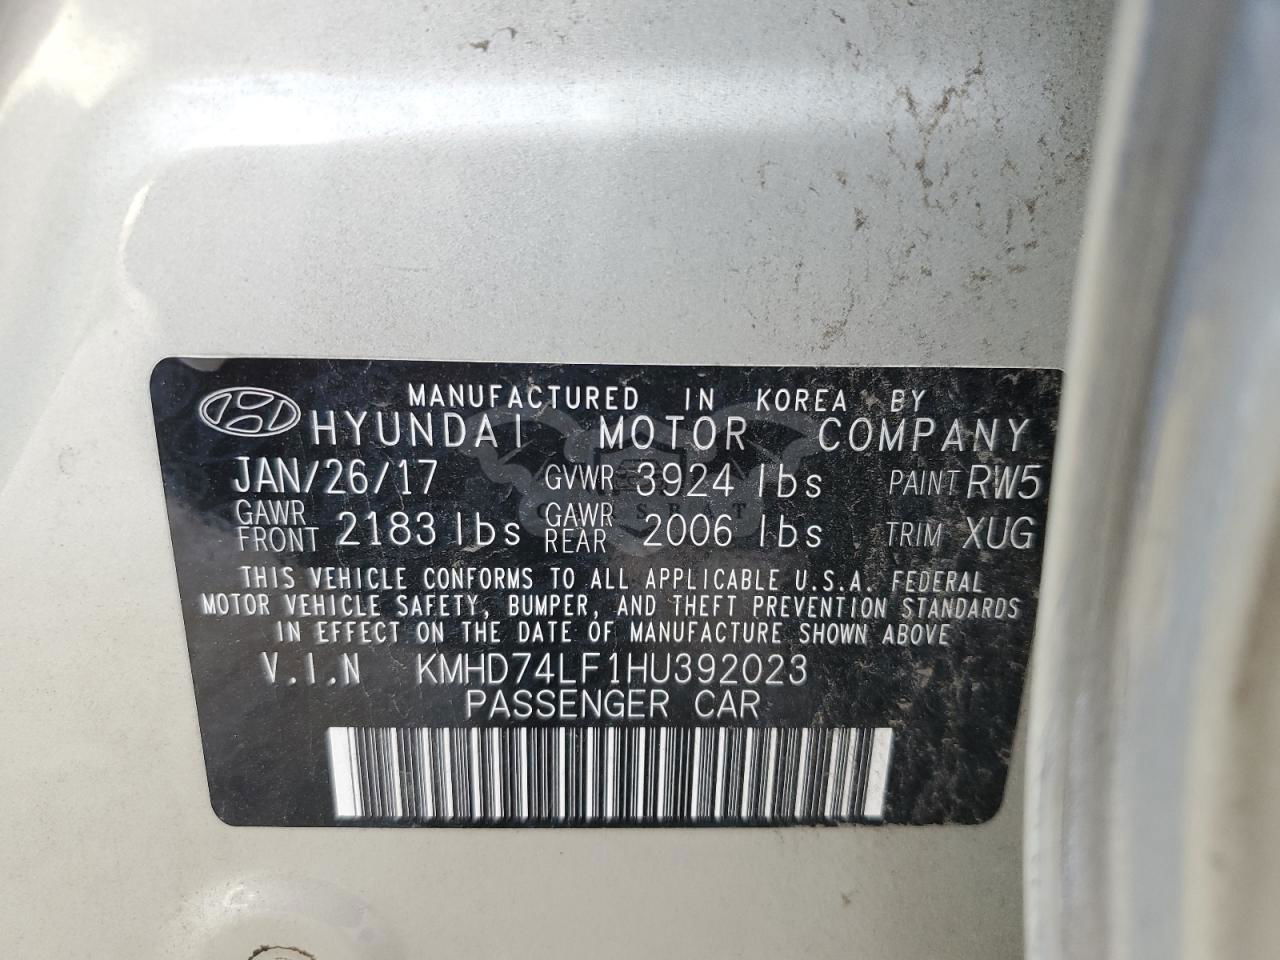 MANUFACTURED IN KOREA BY
HYUNDAI MOTOR COMPANY
JAN/26/17 GVWR 3924 lbs PAINT RW5
GAWR FRONT 2183 lbs GAWR REAR 2006 lbs TRIM XUG
THIS VEHICLE CONFORMS TO ALL APPLICABLE U.S.A. FEDERAL
MOTOR VEHICLE SAFETY, BUMPER, AND THEFT PREVENTION STANDARDS
IN EFFECT ON THE DATE OF MANUFACTURE SHOWN ABOVE
V.I.N KMHD74LF1HU392023
PASSENGER CAR